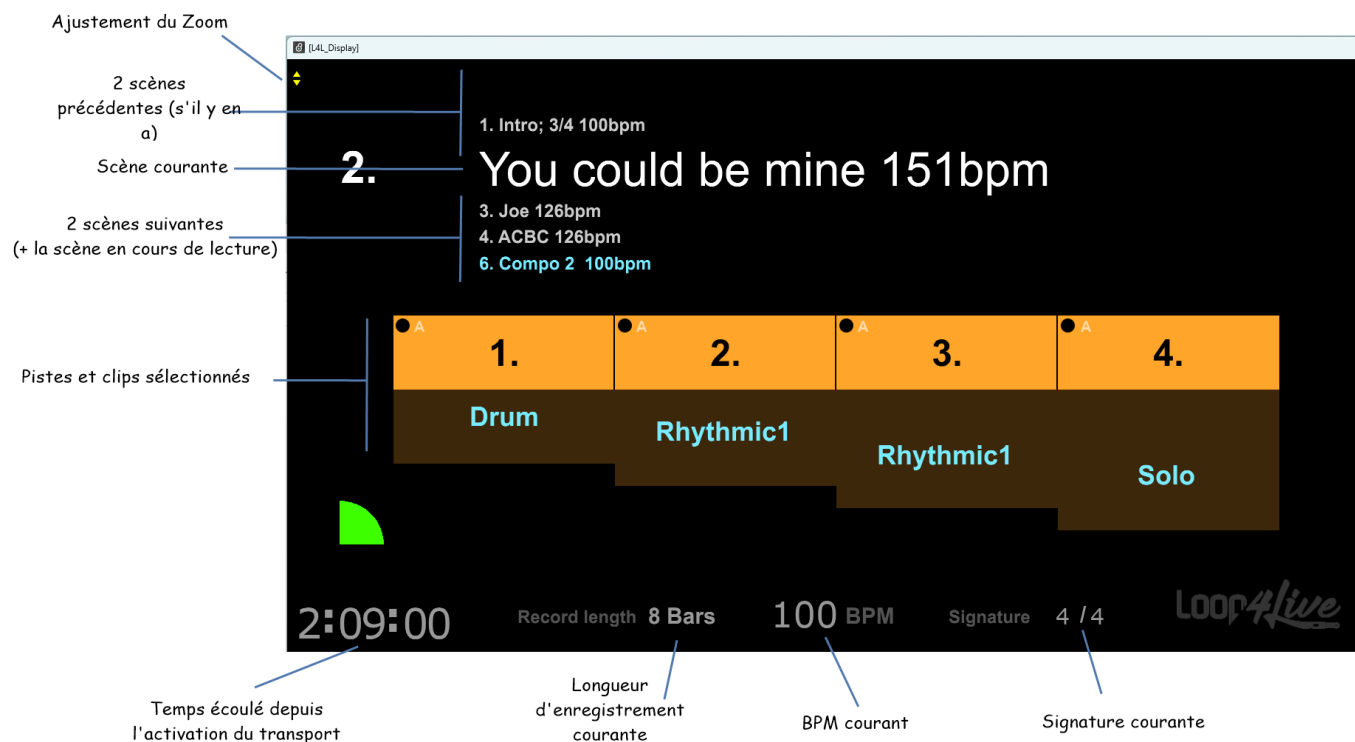 Ajustement du Zoom
[L4L_Display]
2 scènes
précédentes (s'il y en
a)
1. Intro; 3/4 100bpm
Scène courante
2.
You could be mine 151bpm
2 scènes suivantes
(+ la scène en cours de lecture)
3. Joe 126bpm
4. ACBC 126bpm
6. Compo 2 100bpm
Pistes et clips sélectionnés
A A A A
1. 2. 3. 4.
Drum
Rhythmic1
Rhythmic1
Solo
2:09:00
Record length 8 Bars
100 BPM
Signature 4 / 4
Loop4Live
Temps écoulé depuis
l'activation du transport
Longueur
d'enregistrement
courante
BPM courant
Signature courante